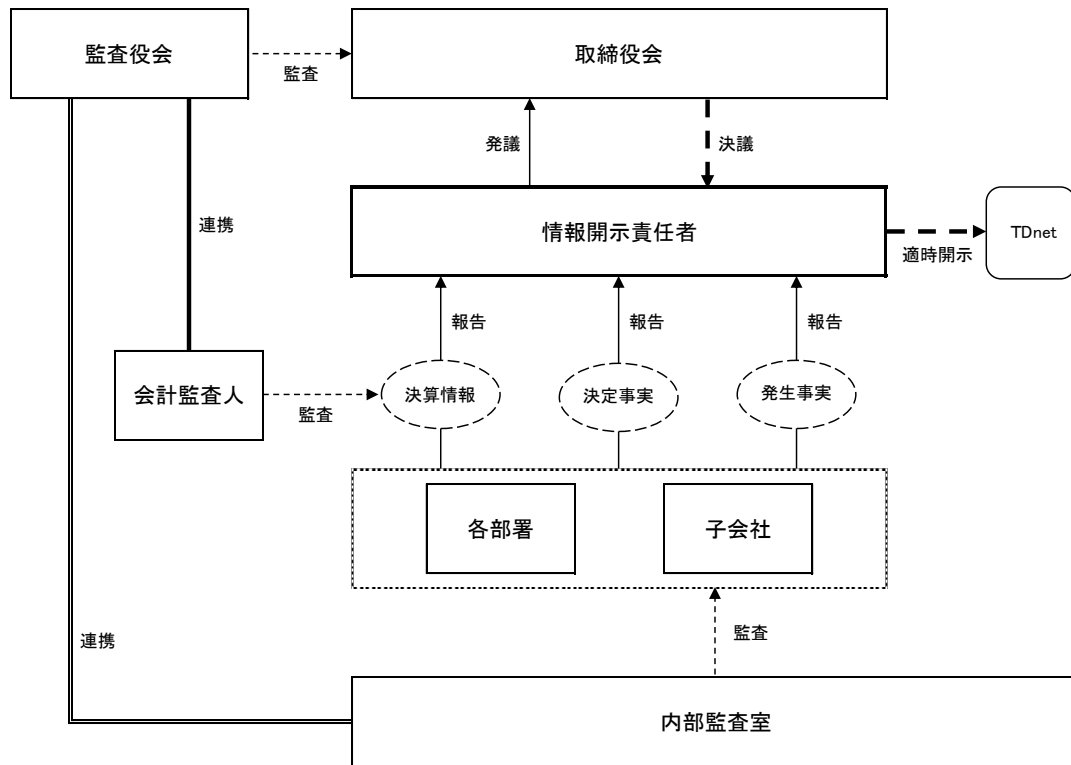 監査役会
取締役会
監査
発議
決議
連携
情報開示責任者
TDnet
適時開示
報告
報告
報告
会計監査人
決算情報
決定事実
発生事実
監査
各部署
子会社
連携
監査
内部監査室